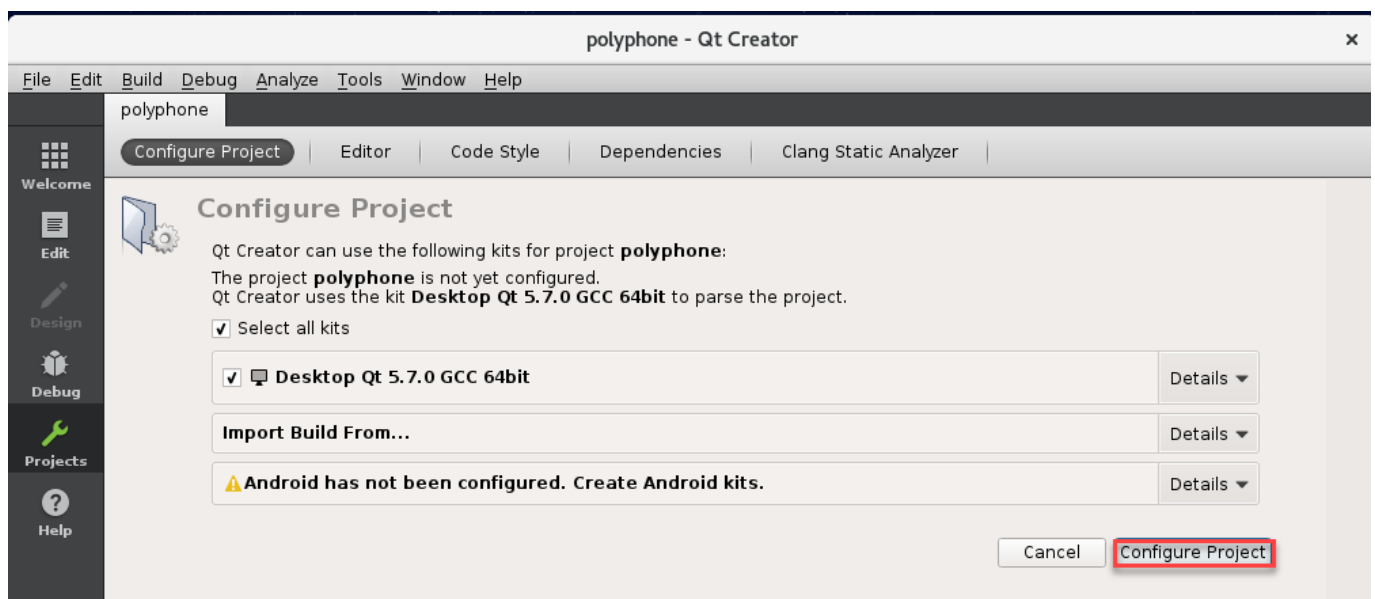 polyphone - Qt Creator ×
File Edit Build Debug Analyze Tools Window Help
polyphone
Configure Project Editor Code Style Dependencies Clang Static Analyzer
Welcome
Edit
Design
Debug
Projects
Help
Configure Project
Qt Creator can use the following kits for project polyphone:
The project polyphone is not yet configured.
Qt Creator uses the kit Desktop Qt 5.7.0 GCC 64bit to parse the project.
Select all kits
Desktop Qt 5.7.0 GCC 64bit Details
Import Build From... Details
Android has not been configured. Create Android kits. Details
Cancel Configure Project